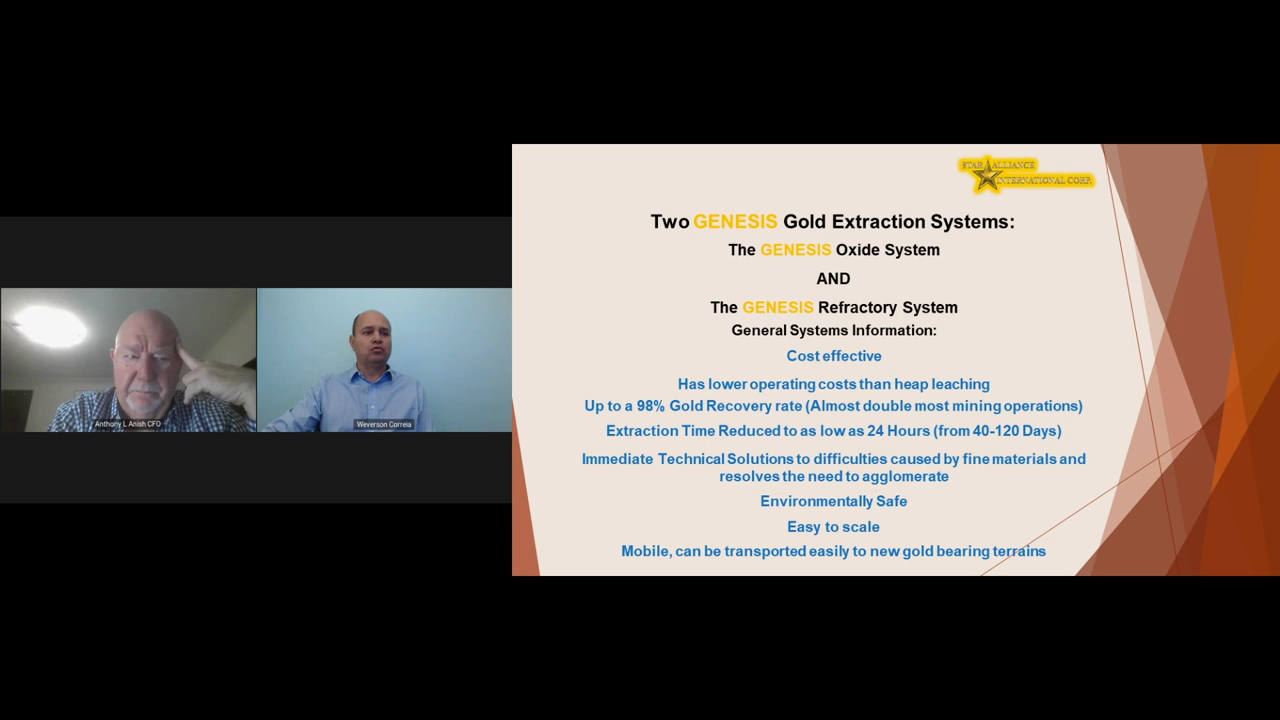 Anthony L Anish CFO
Weverson Correia
STAR ALLIANCE
INTERNATIONAL CORP.
Two GENESIS Gold Extraction Systems:
The GENESIS Oxide System
AND
The GENESIS Refractory System
General Systems Information:
Cost effective
Has lower operating costs than heap leaching
Up to a 98% Gold Recovery rate (Almost double most mining operations)
Extraction Time Reduced to as low as 24 Hours (from 40-120 Days)
Immediate Technical Solutions to difficulties caused by fine materials and
resolves the need to agglomerate
Environmentally Safe
Easy to scale
Mobile, can be transported easily to new gold bearing terrains